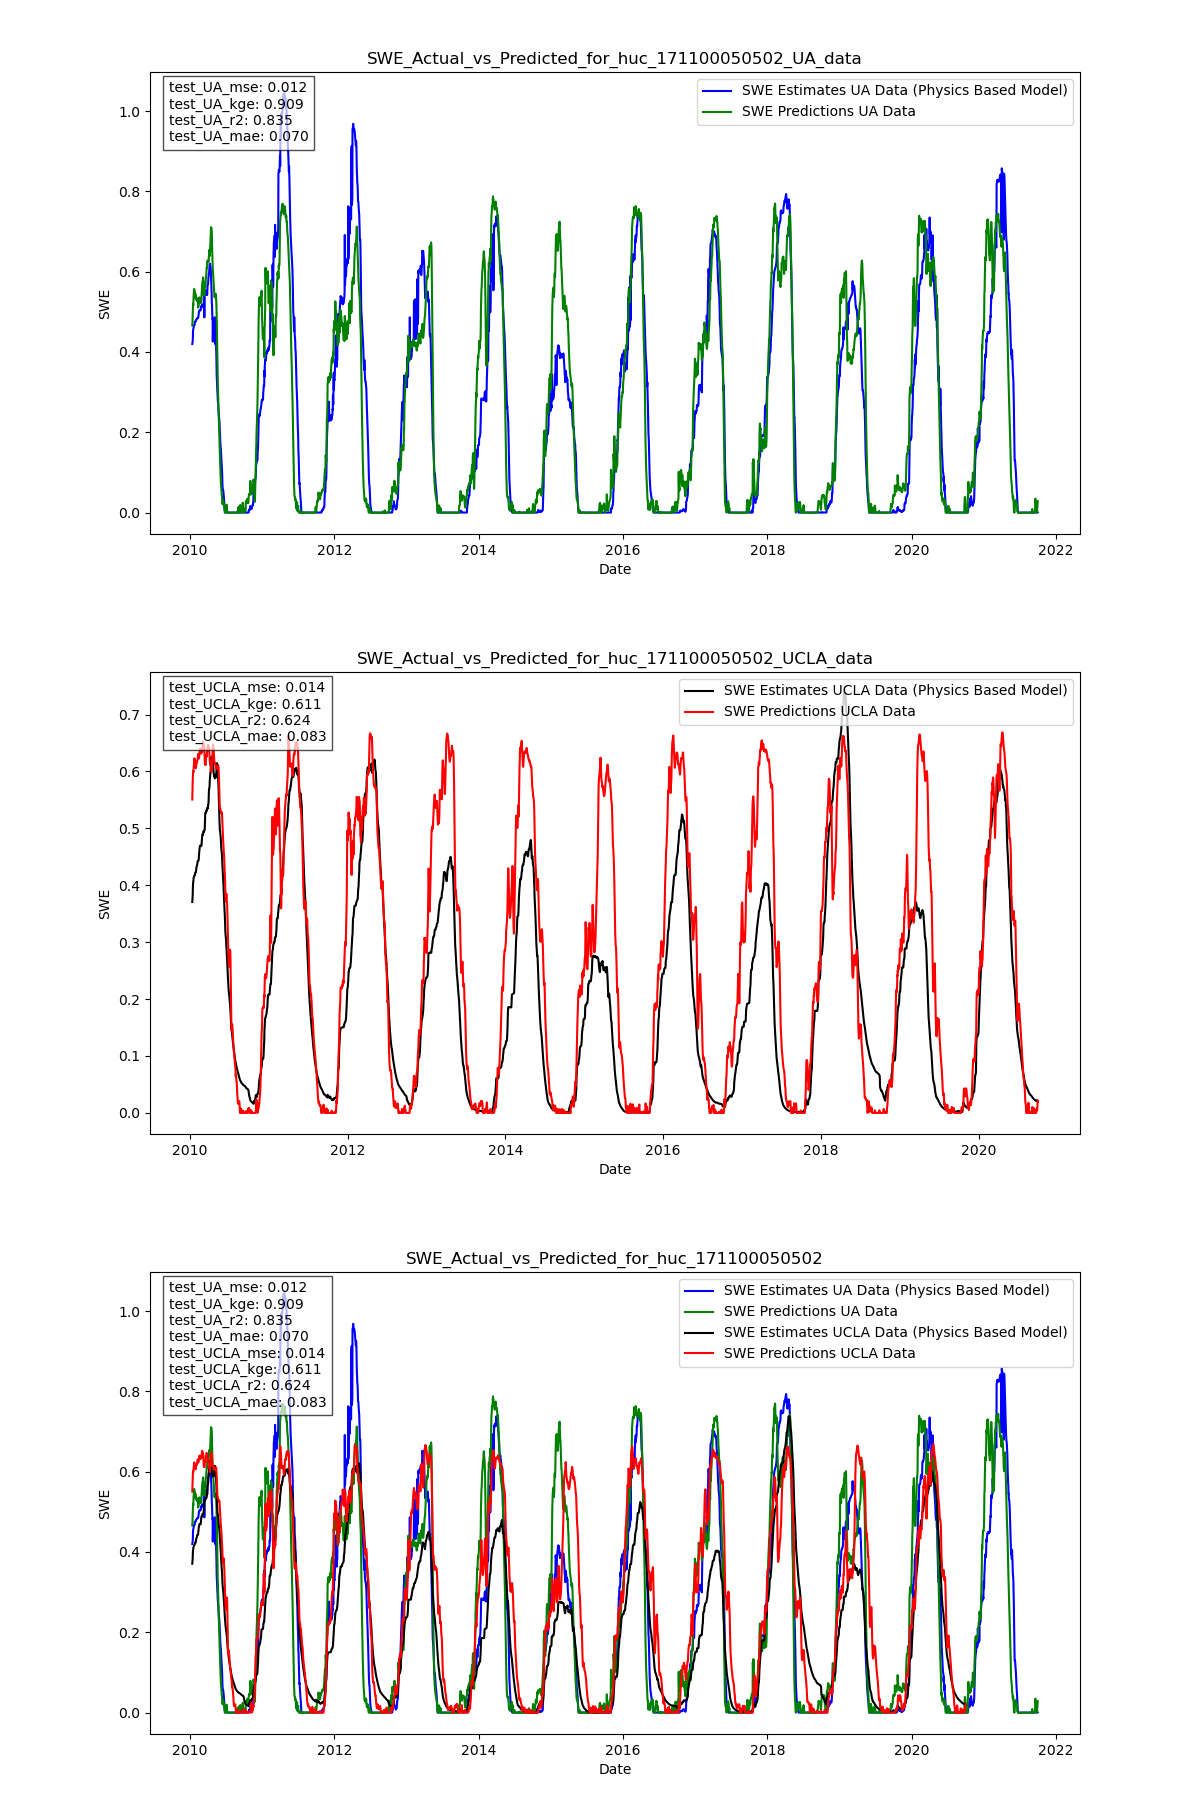 SWE_Actual_vs_Predicted_for_huc_171100050502_UA_data
test_UA_mse: 0.012
test_UA_kge: 0.909
test_UA_r2: 0.835
test_UA_mae: 0.070
SWE Estimates UA Data (Physics Based Model)
SWE Predictions UA Data
1.0
0.8
0.6
0.4
0.2
0.0
SWE
2010
2012
2014
2016
2018
2020
2022
Date
SWE_Actual_vs_Predicted_for_huc_171100050502_UCLA_data
test_UCLA_mse: 0.014
test_UCLA_kge: 0.611
test_UCLA_r2: 0.624
test_UCLA_mae: 0.083
SWE Estimates UCLA Data (Physics Based Model)
SWE Predictions UCLA Data
0.7
0.6
0.5
0.4
0.3
0.2
0.1
0.0
SWE
2010
2012
2014
2016
2018
2020
Date
SWE_Actual_vs_Predicted_for_huc_171100050502
test_UA_mse: 0.012
test_UA_kge: 0.909
test_UA_r2: 0.835
test_UA_mae: 0.070
test_UCLA_mse: 0.014
test_UCLA_kge: 0.611
test_UCLA_r2: 0.624
test_UCLA_mae: 0.083
SWE Estimates UA Data (Physics Based Model)
SWE Predictions UA Data
SWE Estimates UCLA Data (Physics Based Model)
SWE Predictions UCLA Data
1.0
0.8
0.6
0.4
0.2
0.0
SWE
2010
2012
2014
2016
2018
2020
2022
Date